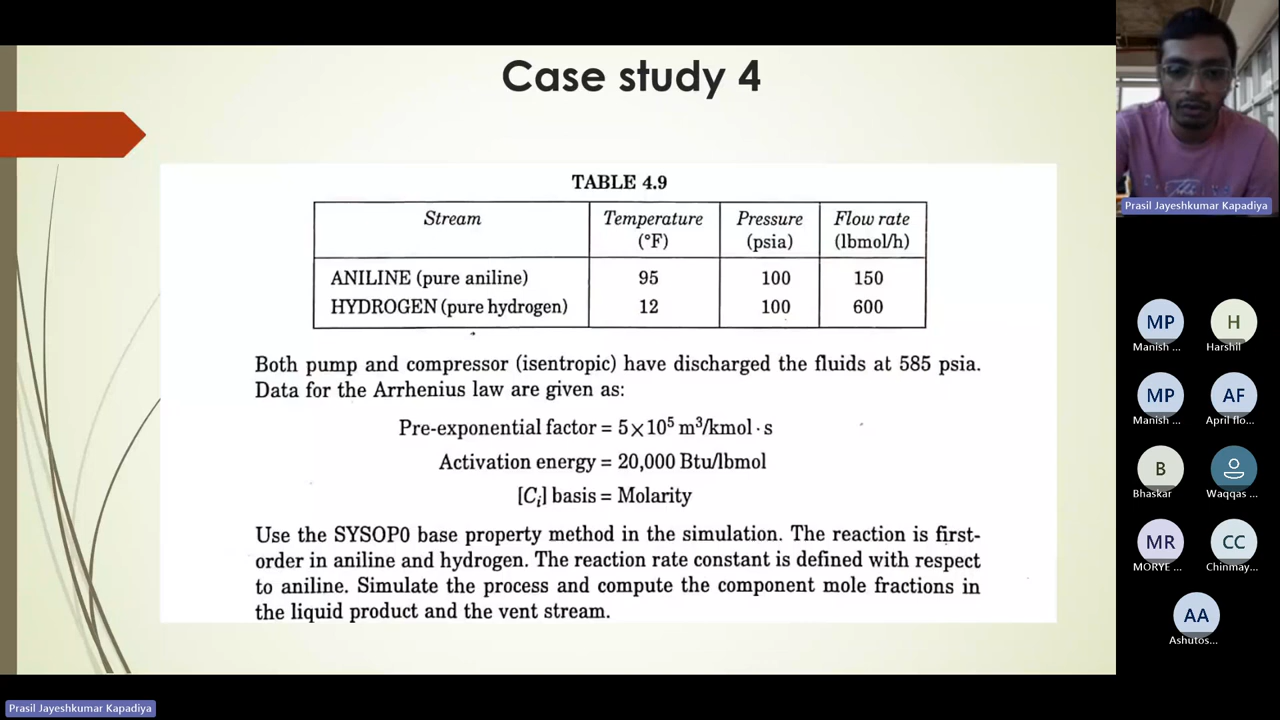 Case study 4
TABLE 4.9
Stream Temperature (°F) Pressure (psia) Flow rate (lbmol/h)
ANILINE (pure aniline) 95 100 150
HYDROGEN (pure hydrogen) 12 100 600
Both pump and compressor (isentropic) have discharged the fluids at 585 psia.
Data for the Arrhenius law are given as:
Pre-exponential factor = 5×10⁵ m³/kmol · s
Activation energy = 20,000 Btu/lbmol
[Cᵢ] basis = Molarity
Use the SYSOP0 base property method in the simulation. The reaction is first-
order in aniline and hydrogen. The reaction rate constant is defined with respect
to aniline. Simulate the process and compute the component mole fractions in
the liquid product and the vent stream.
Prasil Jayeshkumar Kapadiya
MP
Manish ...
H
Harshil
MP
Manish ...
AF
April flo...
B
Bhaskar
Waqqas ...
MR
MORYE ...
CC
Chinmay...
AA
Ashutos...
Prasil Jayeshkumar Kapadiya